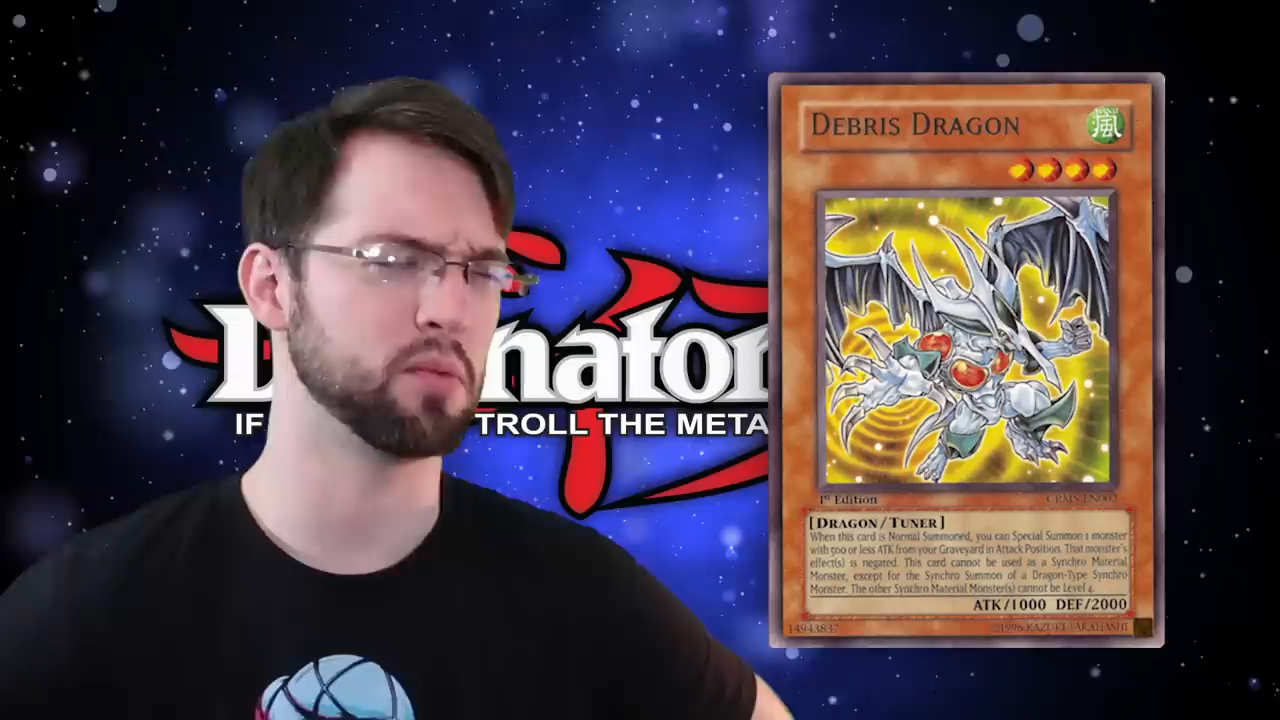 DEBRIS DRAGON
WIND
風
nator
IF
TROLL THE META
1st Edition
CRMS-EN002
[DRAGON/TUNER]
When this card is Normal Summoned, you can Special Summon 1 monster
with 500 or less ATK from your Graveyard in Attack Position. That monster's
effect(s) is negated. This card cannot be used as a Synchro Material
Monster, except for the Synchro Summon of a Dragon-Type Synchro
Monster. The other Synchro Material Monster(s) cannot be Level 4.
ATK/1000 DEF/2000
14943837
©1996 KAZUKI TAKAHASHI